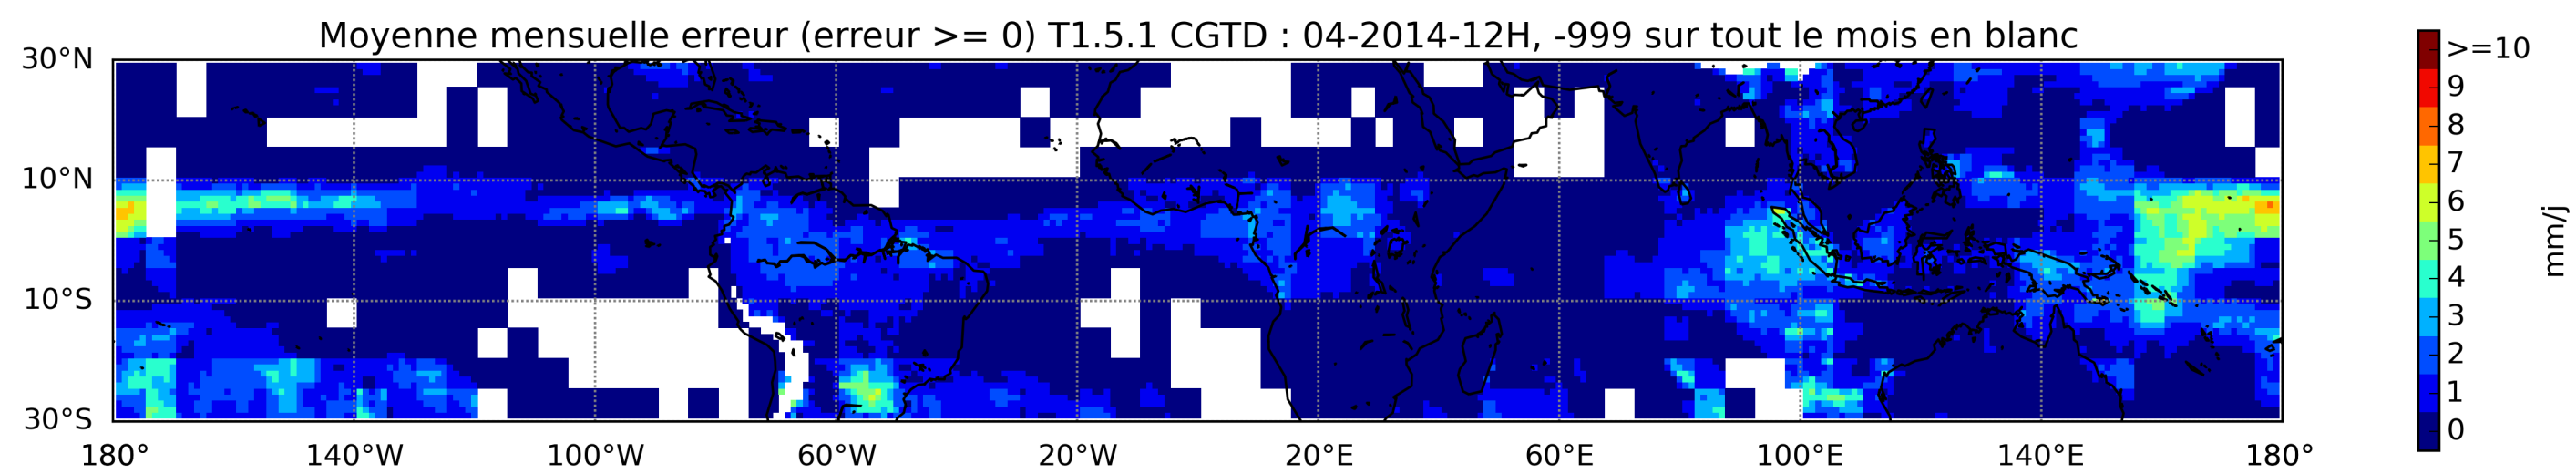 Moyenne mensuelle erreur (erreur >= 0) T1.5.1 CGTD : 04-2014-12H, -999 sur tout le mois en blanc
30°N
10°N
10°S
30°S
180° 140°W 100°W 60°W 20°W 20°E 60°E 100°E 140°E 180°
>=10
9
8
7
6
5
4
3
2
1
0
mm/j